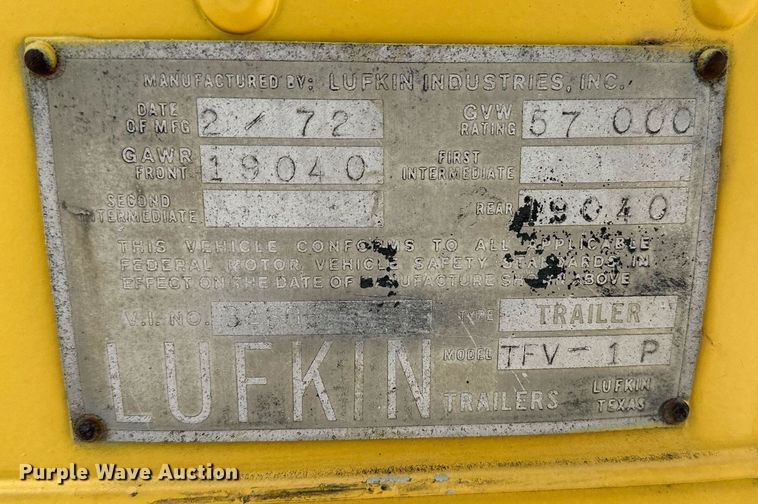 MANUFACTURED BY: LUFKIN INDUSTRIES, INC.
DATE OF MFG 2 / 72 GVW RATING 57 000
GAWR FRONT 19040 FIRST INTERMEDIATE
SECOND INTERMEDIATE REAR 19040
THIS VEHICLE CONFORMS TO ALL APPLICABLE
FEDERAL MOTOR VEHICLE SAFETY STANDARDS IN
EFFECT ON THE DATE OF MANUFACTURE SHOWN ABOVE
V.I. NO. TYPE TRAILER
MODEL TFV-1P
LUFKIN TRAILERS LUFKIN TEXAS
Purple Wave Auction